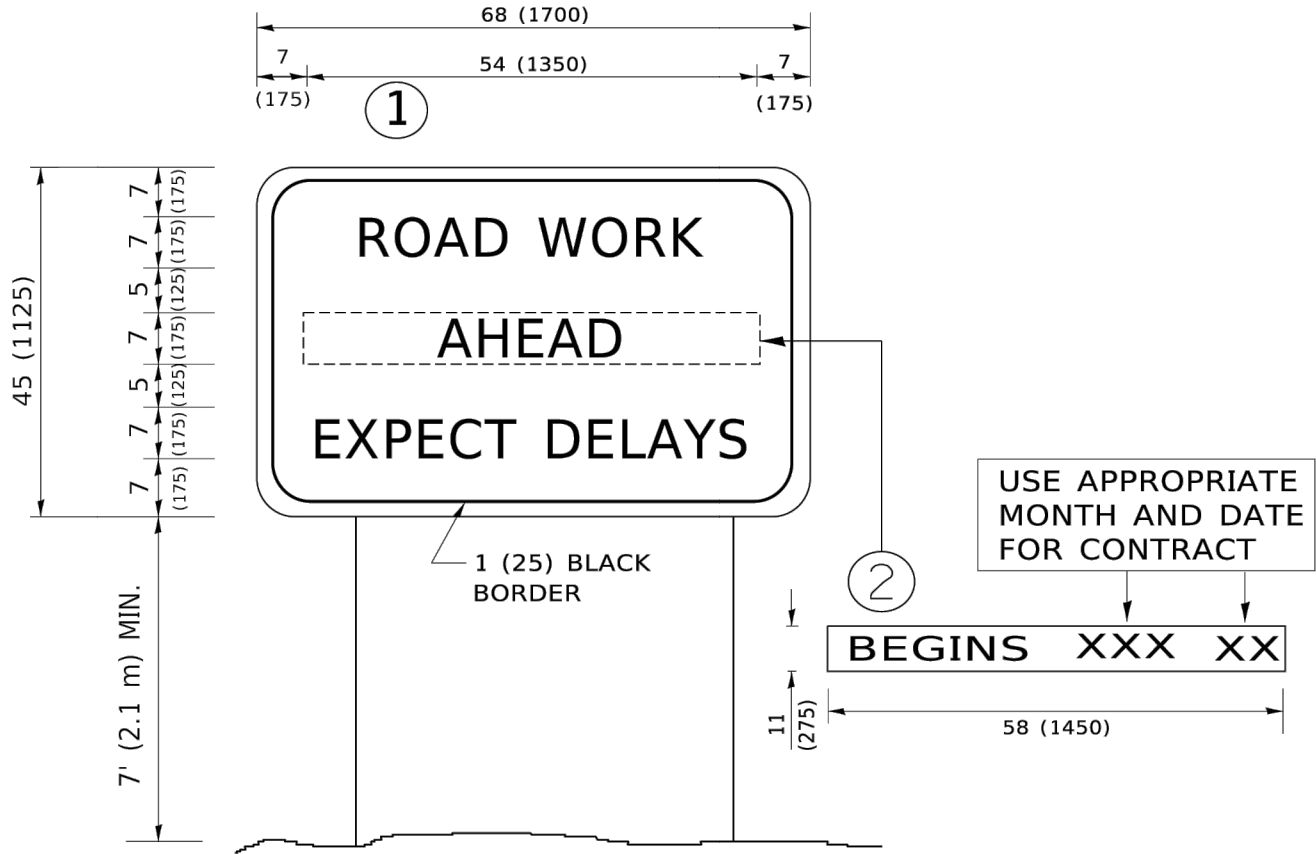 68 (1700)
7
54 (1350)
7
(175)
(175)
1
7
(175)
7
(175)
5
(125)
7
(175)
5
(125)
7
(175)
7
(175)
45 (1125)
ROAD WORK
AHEAD
EXPECT DELAYS
1 (25) BLACK
BORDER
7' (2.1 m) MIN.
USE APPROPRIATE
MONTH AND DATE
FOR CONTRACT
2
BEGINS XXX XX
11
(275)
58 (1450)